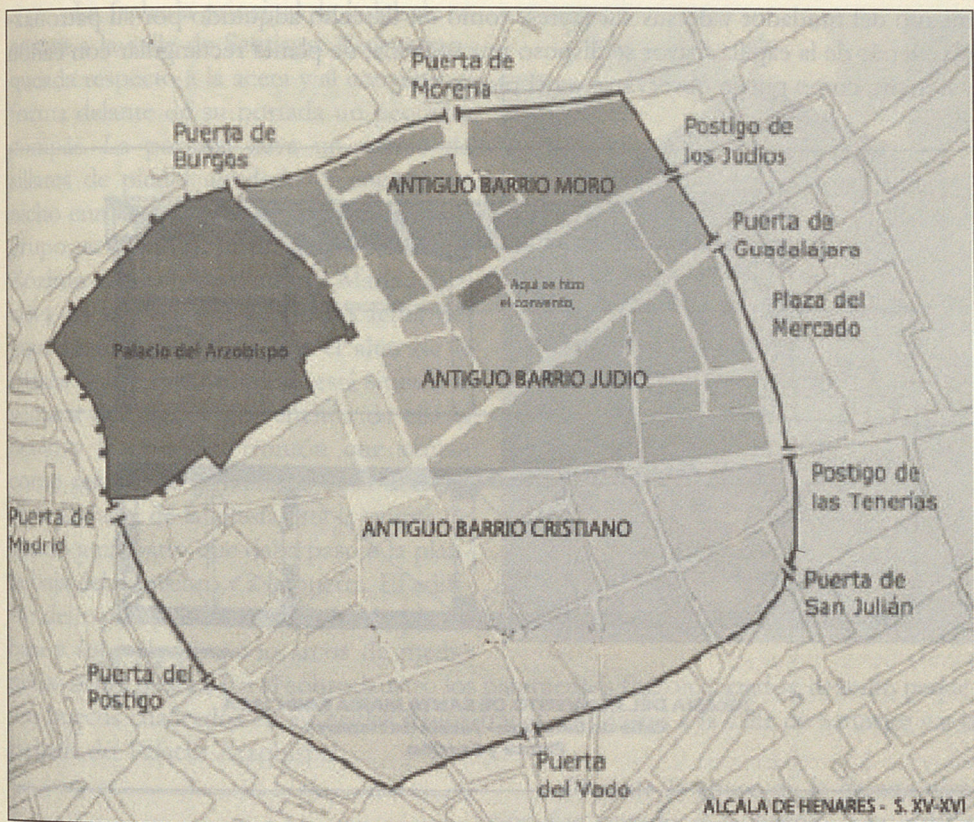 Puerta de
Morería
Puerta de
Burgos
Postigo de
los Judíos
ANTIGUO BARRIO MORO
Puerta de
Guadalajara
Aqui se hizo
el convento,
Plaza del
Mercado
Palacio del Arzobispo
ANTIGUO BARRIO JUDIO
Postigo de
las Tenerías
Puerta de
Madrid
ANTIGUO BARRIO CRISTIANO
Puerta de
San Julián
Puerta del
Postigo
Puerta
del Vado
ALCALA DE HENARES - S. XV-XVI